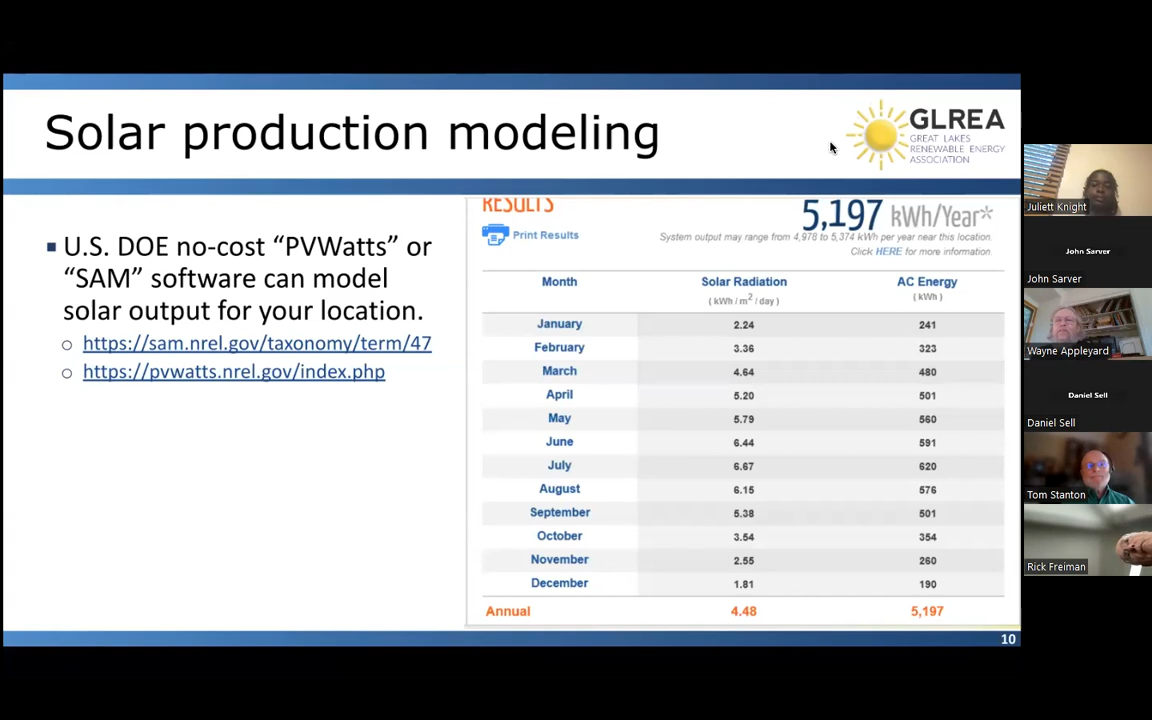 Solar production modeling
GLREA
GREAT LAKES
RENEWABLE ENERGY
ASSOCIATION
▪ U.S. DOE no-cost “PVWatts” or
“SAM” software can model
solar output for your location.
o https://sam.nrel.gov/taxonomy/term/47
o https://pvwatts.nrel.gov/index.php
RESULTS
5,197 kWh/Year*
Print Results
System output may range from 4,978 to 5,374 kWh per year near this location.
Click HERE for more information.
Month Solar Radiation AC Energy
( kWh / m2 / day ) ( kWh )
January 2.24 241
February 3.36 323
March 4.64 480
April 5.20 501
May 5.79 560
June 6.44 591
July 6.67 620
August 6.15 576
September 5.38 501
October 3.54 354
November 2.55 260
December 1.81 190
Annual 4.48 5,197
10
Juliett Knight
John Sarver
John Sarver
Wayne Appleyard
Daniel Sell
Daniel Sell
Tom Stanton
Rick Freiman